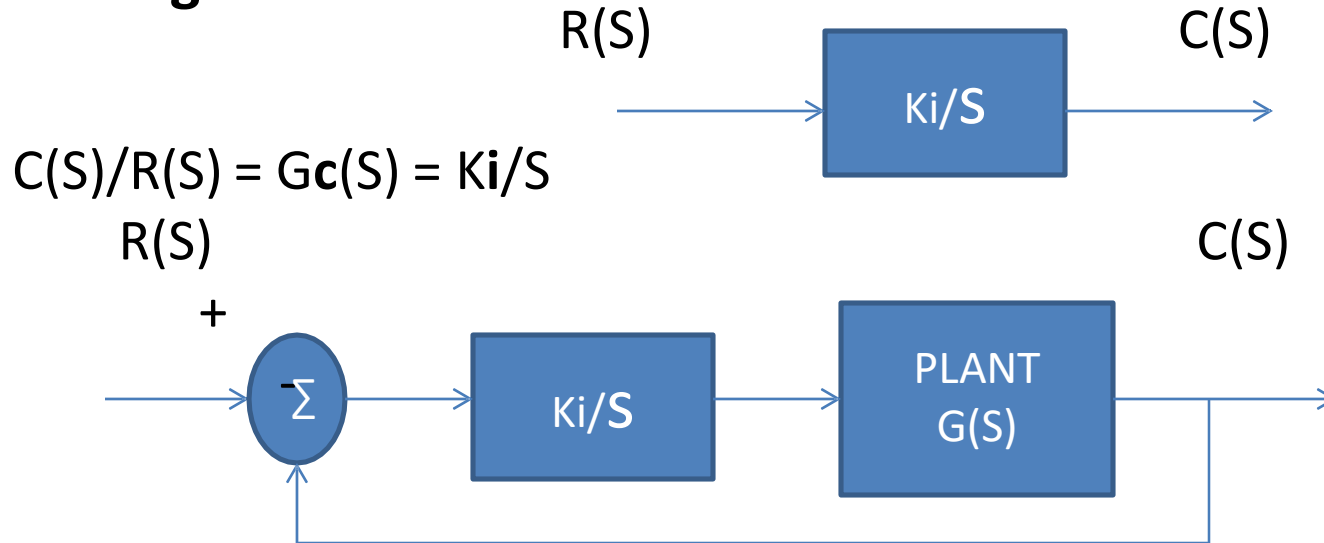 R(S)
C(S)
Ki/S
C(S)/R(S) = Gc(S) = Ki/S
R(S)
C(S)
+
-
Σ
Ki/S
PLANT
G(S)